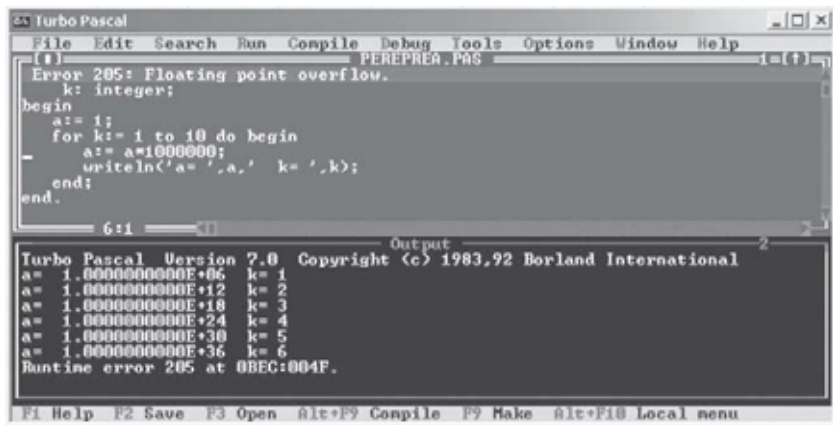 Turbo Pascal
File Edit Search Run Compile Debug Tools Options Window Help
PEREPREA.PAS 1=[↑]
Error 205: Floating point overflow.
k: integer;
begin
a:= 1;
for k:= 1 to 10 do begin
a:= a*1000000;
writeln('a= ',a,' k= ',k);
end;
end.
6:1
Output 2
Turbo Pascal Version 7.0 Copyright (c) 1983,92 Borland International
a= 1.0000000000E+06 k= 1
a= 1.0000000000E+12 k= 2
a= 1.0000000000E+18 k= 3
a= 1.0000000000E+24 k= 4
a= 1.0000000000E+30 k= 5
a= 1.0000000000E+36 k= 6
Runtime error 205 at 0BEC:004F.
F1 Help F2 Save F3 Open Alt+F9 Compile F9 Make Alt+F10 Local menu